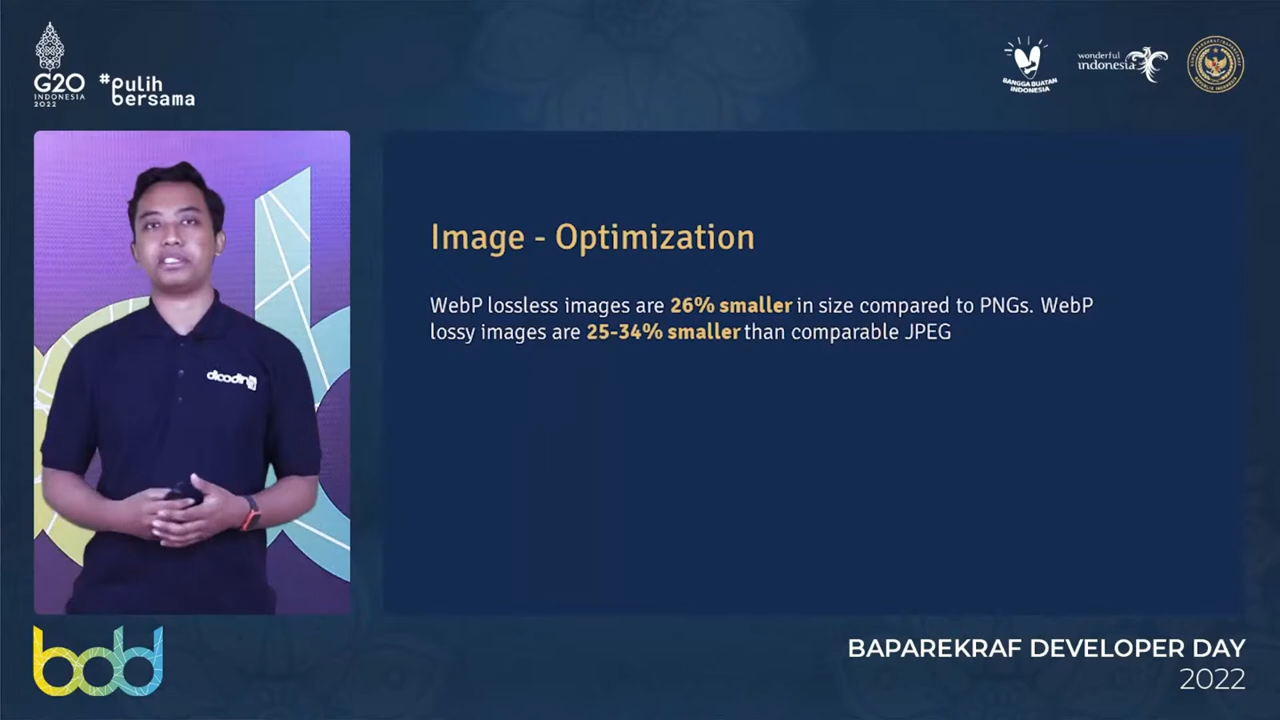 G20
INDONESIA
2022
#pulih
bersama
BANGGA BUATAN
INDONESIA
wonderful
indonesia
dicoding
Image - Optimization
WebP lossless images are 26% smaller in size compared to PNGs. WebP
lossy images are 25-34% smaller than comparable JPEG
bdd
BAPAREKRAF DEVELOPER DAY
2022